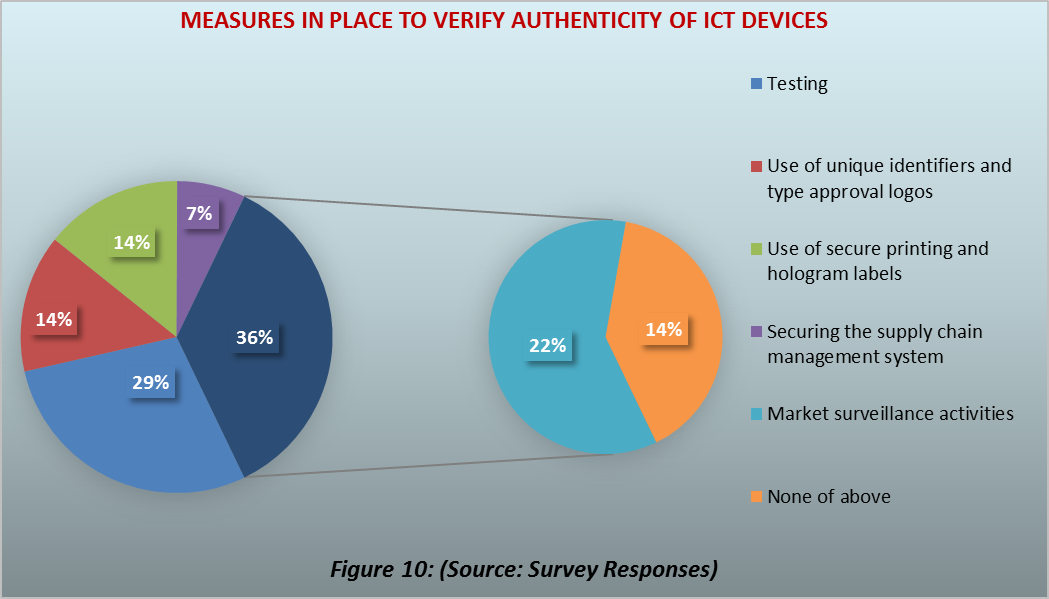 MEASURES IN PLACE TO VERIFY AUTHENTICITY OF ICT DEVICES
7%
14%
14%
36%
29%
22%
14%
Testing
Use of unique identifiers and
type approval logos
Use of secure printing and
hologram labels
Securing the supply chain
management system
Market surveillance activities
None of above
Figure 10: (Source: Survey Responses)